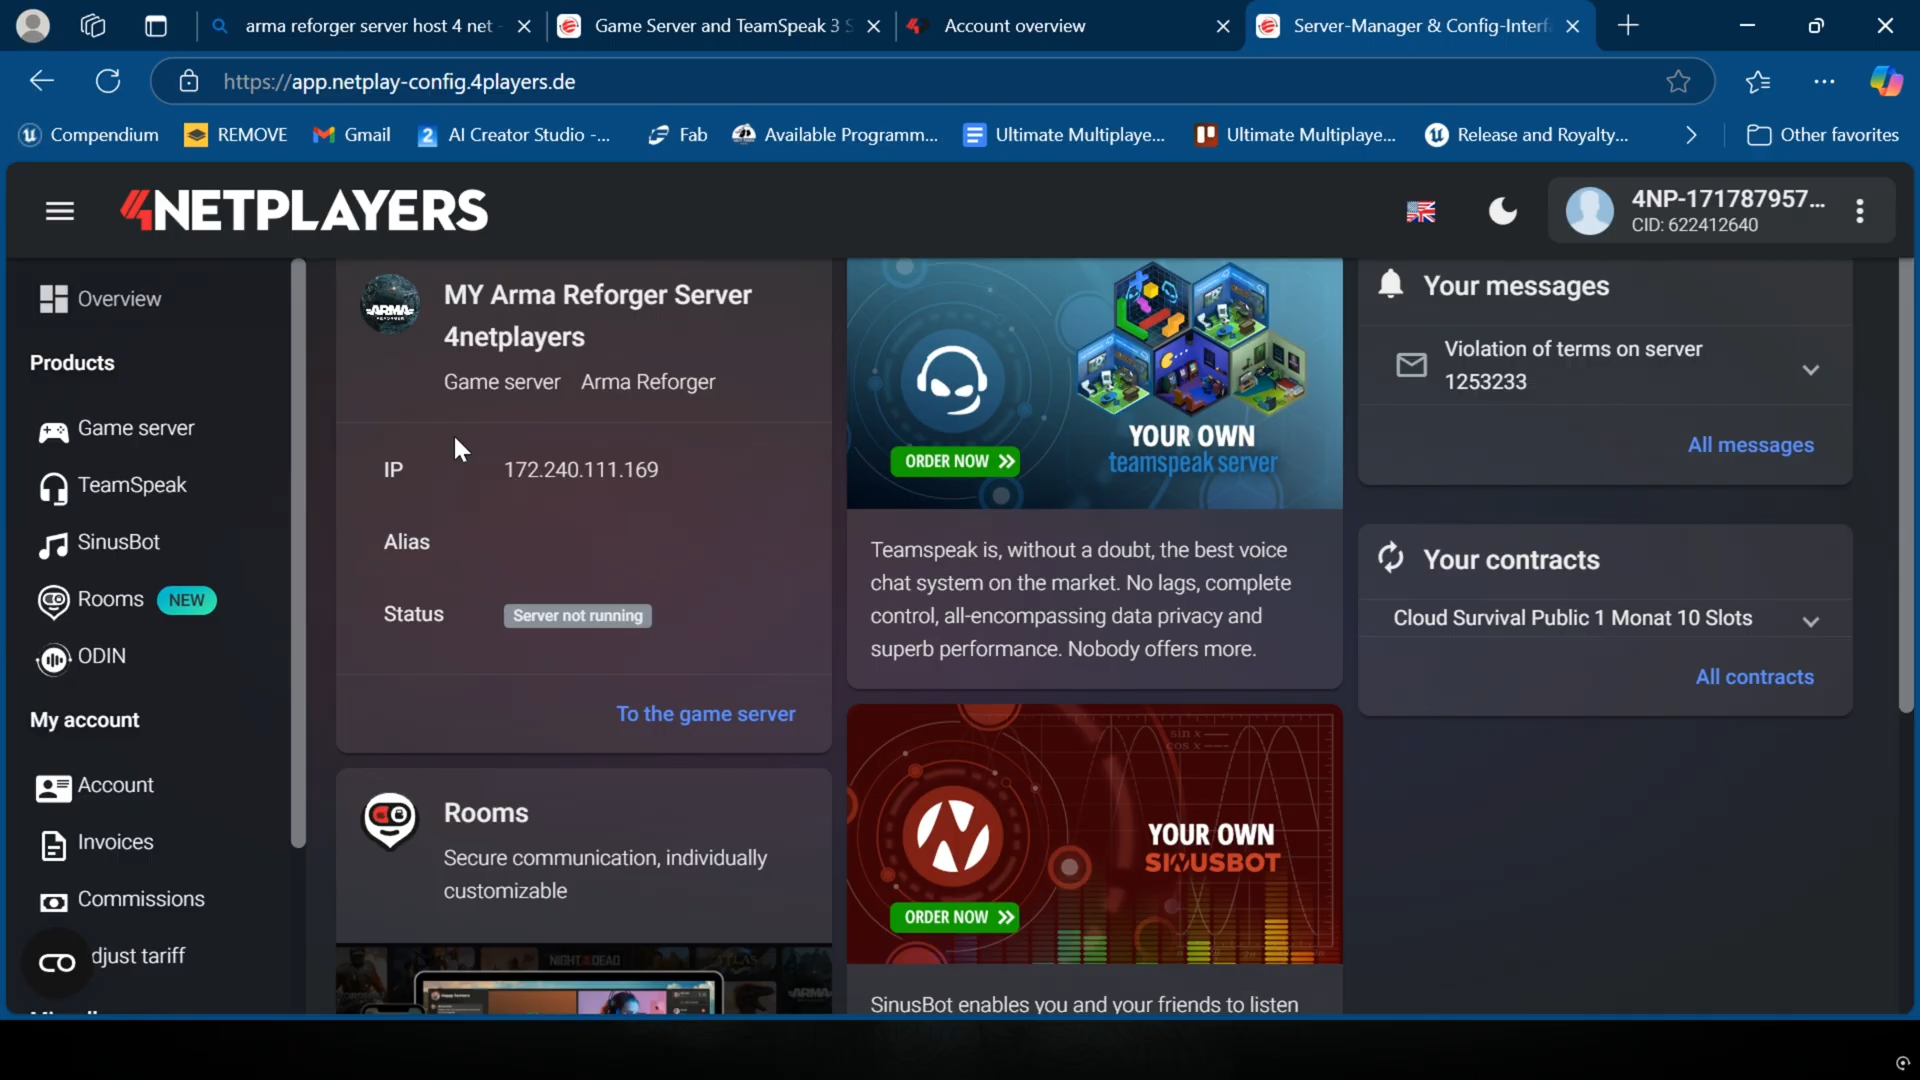 arma reforger server host 4 net -
Game Server and TeamSpeak 3 S
Account overview
Server-Manager & Config-Interf
https://app.netplay-config.4players.de
Compendium
REMOVE
Gmail
AI Creator Studio -...
Fab
Available Programm...
Ultimate Multiplaye...
Ultimate Multiplaye...
Release and Royalty...
Other favorites
4NETPLAYERS
4NP-171787957...
CID: 622412640
Overview
Products
Game server
TeamSpeak
SinusBot
Rooms NEW
ODIN
My account
Account
Invoices
Commissions
djust tariff
ARMA
MY Arma Reforger Server
4netplayers
Game server Arma Reforger
IP 172.240.111.169
Alias
Status Server not running
To the game server
Rooms
Secure communication, individually
customizable
YOUR OWN
teamspeak server
ORDER NOW
Teamspeak is, without a doubt, the best voice
chat system on the market. No lags, complete
control, all-encompassing data privacy and
superb performance. Nobody offers more.
sin x
cos x
YOUR OWN
SINUSBOT
ORDER NOW
SinusBot enables you and your friends to listen
Your messages
Violation of terms on server
1253233
All messages
Your contracts
Cloud Survival Public 1 Monat 10 Slots
All contracts